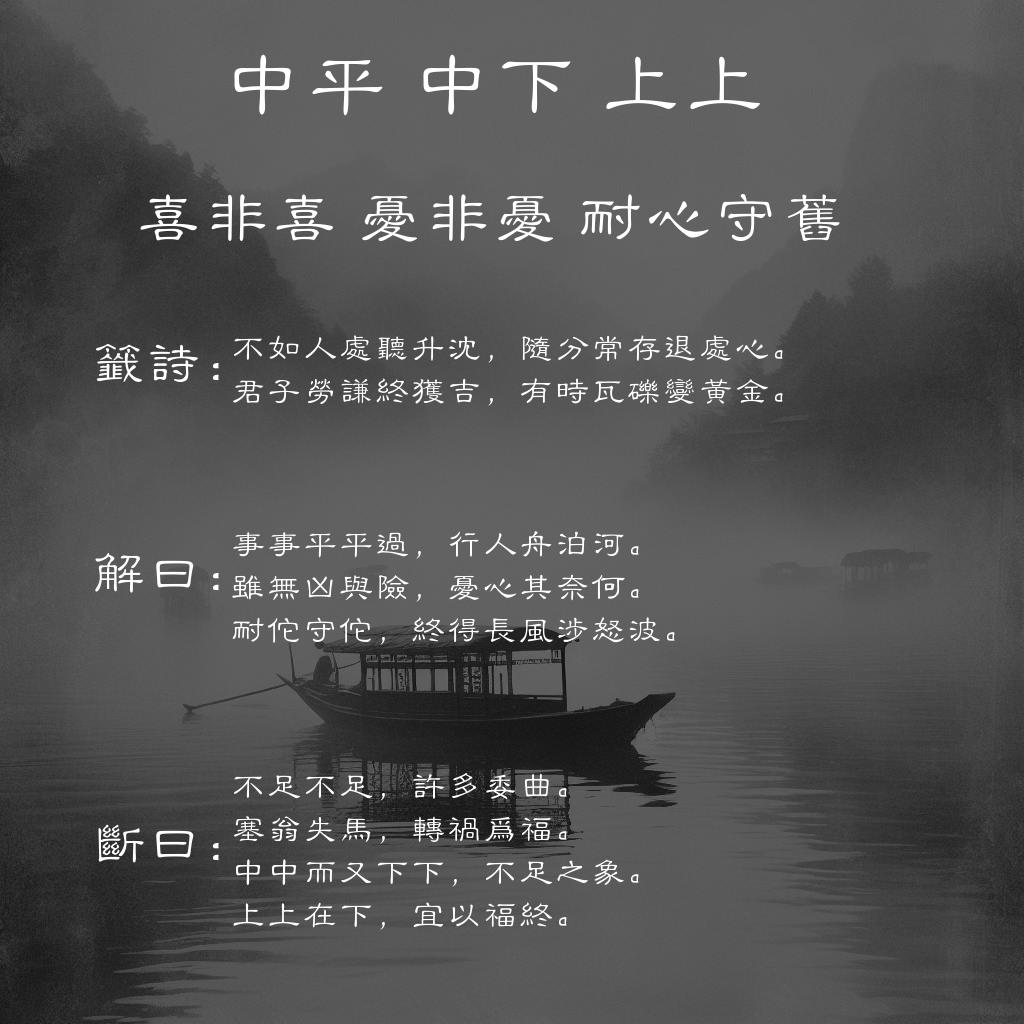 中平 中下 上上
喜非喜 憂非憂 耐心守舊
籤詩：
不如人處聽升沈，隨分常存退處心。
君子勞謙終獲吉，有時瓦礫變黃金。
解曰：
事事平平過，行人舟泊河。
雖無凶與險，憂心其奈何。
耐佗守佗，終得長風涉怒波。
斷曰：
不足不足，許多委曲。
塞翁失馬，轉禍爲福。
中中而又下下，不足之象。
上上在下，宜以福終。